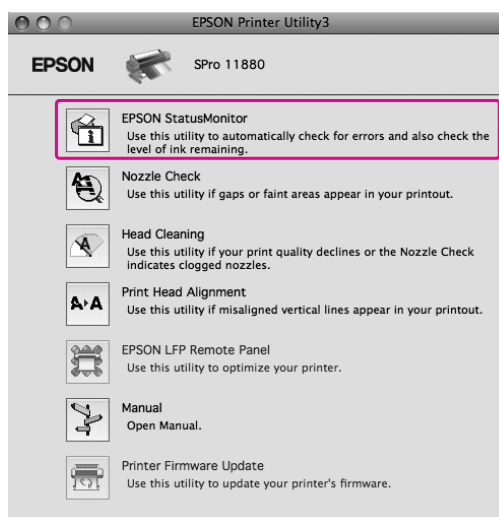 EPSON Printer Utility3
EPSON
SPro 11880
EPSON StatusMonitor
Use this utility to automatically check for errors and also check the
level of ink remaining.
Nozzle Check
Use this utility if gaps or faint areas appear in your printout.
Head Cleaning
Use this utility if your print quality declines or the Nozzle Check
indicates clogged nozzles.
A A
Print Head Alignment
Use this utility if misaligned vertical lines appear in your printout.
EPSON LFP Remote Panel
Use this utility to optimize your printer.
Manual
Open Manual.
Printer Firmware Update
Use this utility to update your printer's firmware.